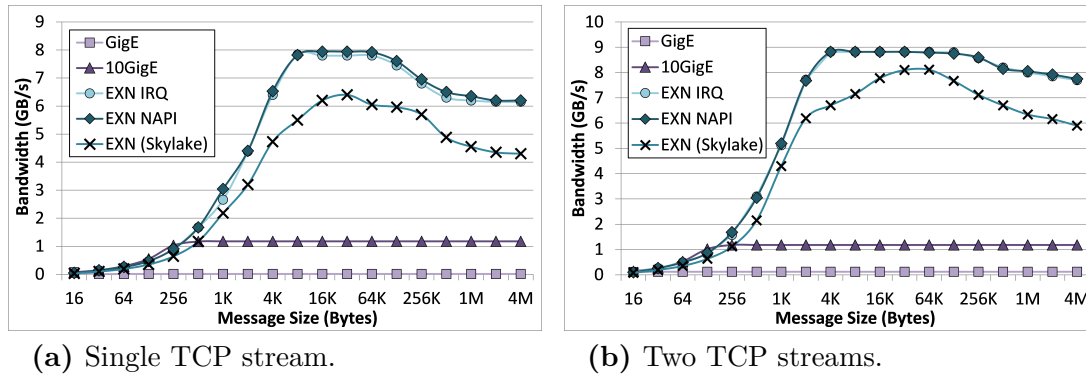 9
8
7
6
5
4
3
2
1
0
Bandwidth (GB/s)
GigE
10GigE
EXN IRQ
EXN NAPI
EXN (Skylake)
16 64 256 1K 4K 16K 64K 256K 1M 4M
Message Size (Bytes)
(a) Single TCP stream.
10
9
8
7
6
5
4
3
2
1
0
Bandwidth (GB/s)
GigE
10GigE
EXN IRQ
EXN NAPI
EXN (Skylake)
16 64 256 1K 4K 16K 64K 256K 1M 4M
Message Size (Bytes)
(b) Two TCP streams.